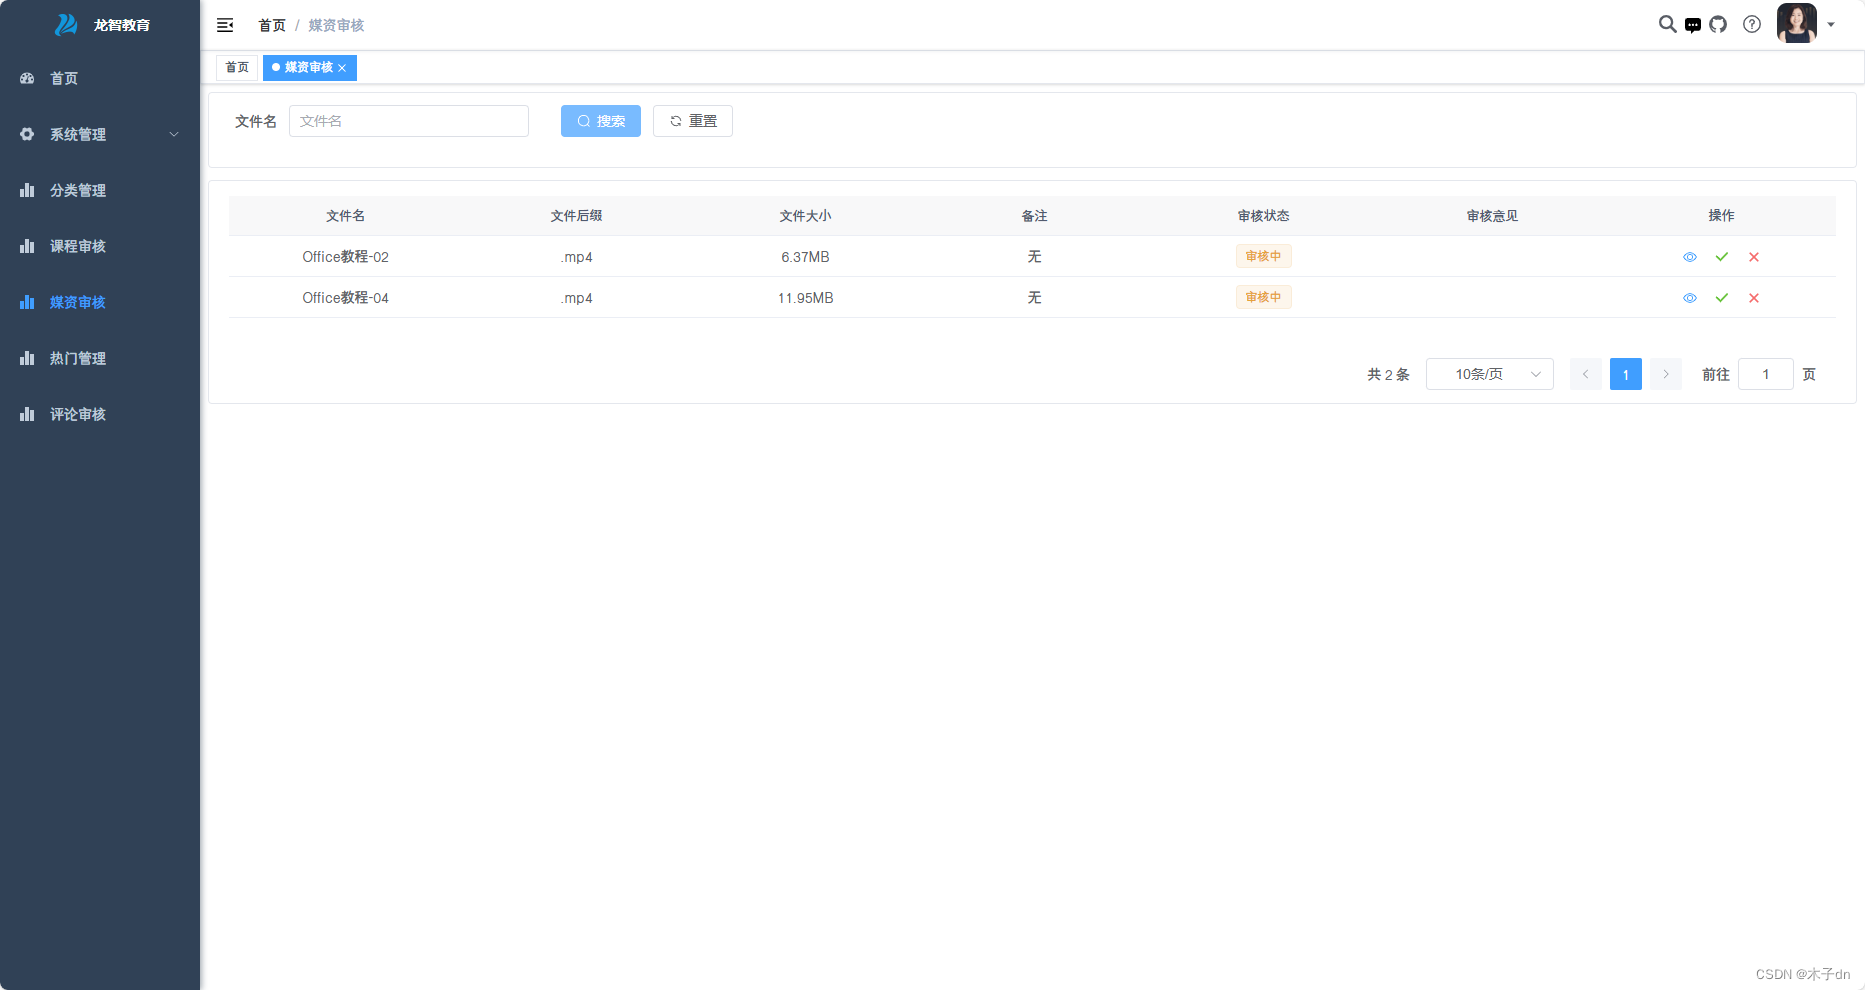 龙智教育
首页 / 媒资审核
首页
系统管理
分类管理
课程审核
媒资审核
热门管理
评论审核
首页 媒资审核
文件名 文件名 搜索 重置
文件名 文件后缀 文件大小 备注 审核状态 审核意见 操作
Office教程-02 .mp4 6.37MB 无 审核中
Office教程-04 .mp4 11.95MB 无 审核中
共 2 条 10条/页 1 前往 1 页
CSDN @木子dn